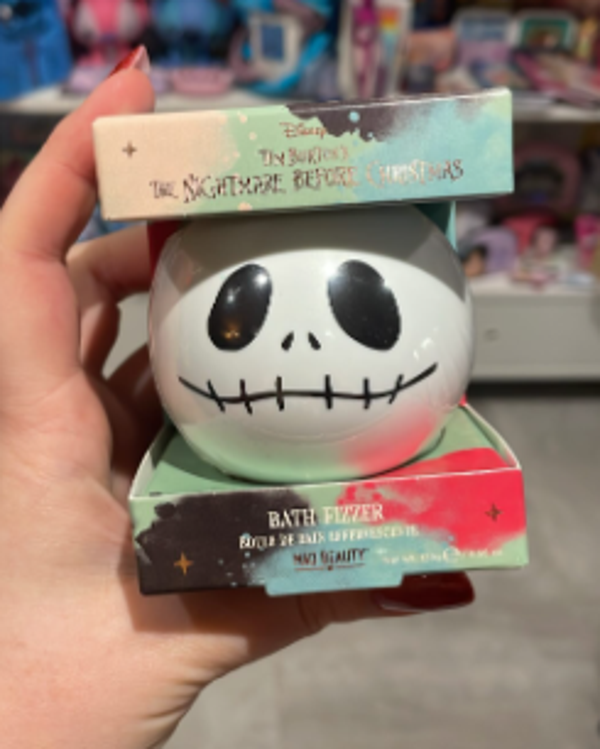 Disney
TIM BURTON'S
THE NIGHTMARE BEFORE CHRISTMAS
BATH FIZZER
BOULE DE BAIN EFFERVESCENTE
MAD BEAUTY